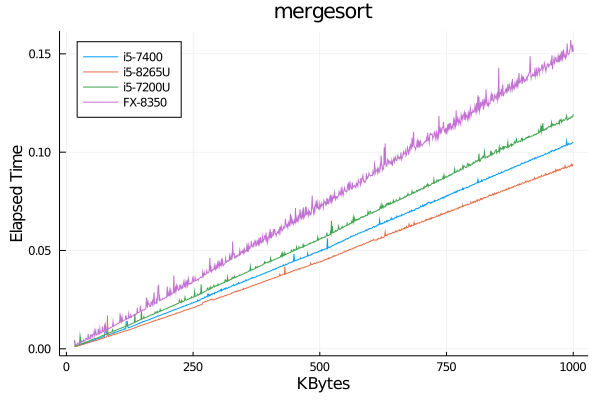 mergesort
i5-7400
i5-8265U
i5-7200U
FX-8350
Elapsed Time
0.15
0.10
0.05
0.00
0
250
500
750
1000
KBytes